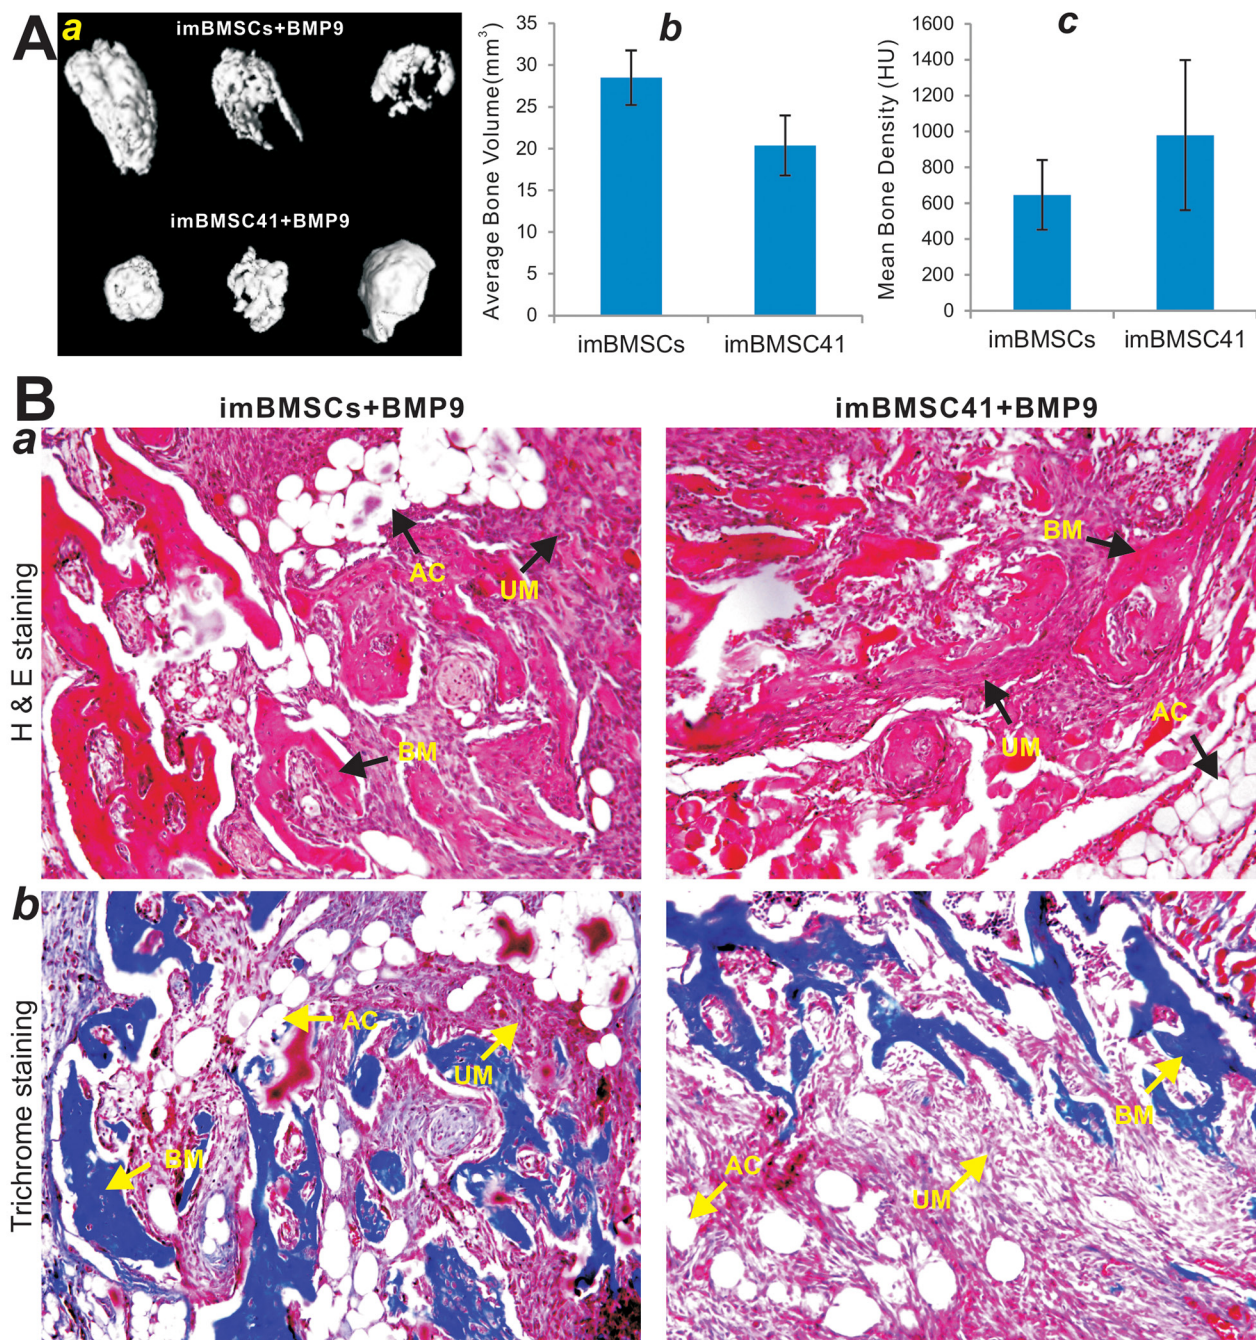 A
a
imBMSCs+BMP9
imBMSC41+BMP9
b
Average Bone Volume(mm³)
35
30
25
20
15
10
5
0
imBMSCs imBMSC41
c
Mean Bone Density (HU)
1600
1400
1200
1000
800
600
400
200
0
imBMSCs imBMSC41
B
imBMSCs+BMP9 imBMSC41+BMP9
a
H & E staining
AC
UM
BM
BM
UM
AC
b
Trichrome staining
AC
UM
BM
BM
AC
UM